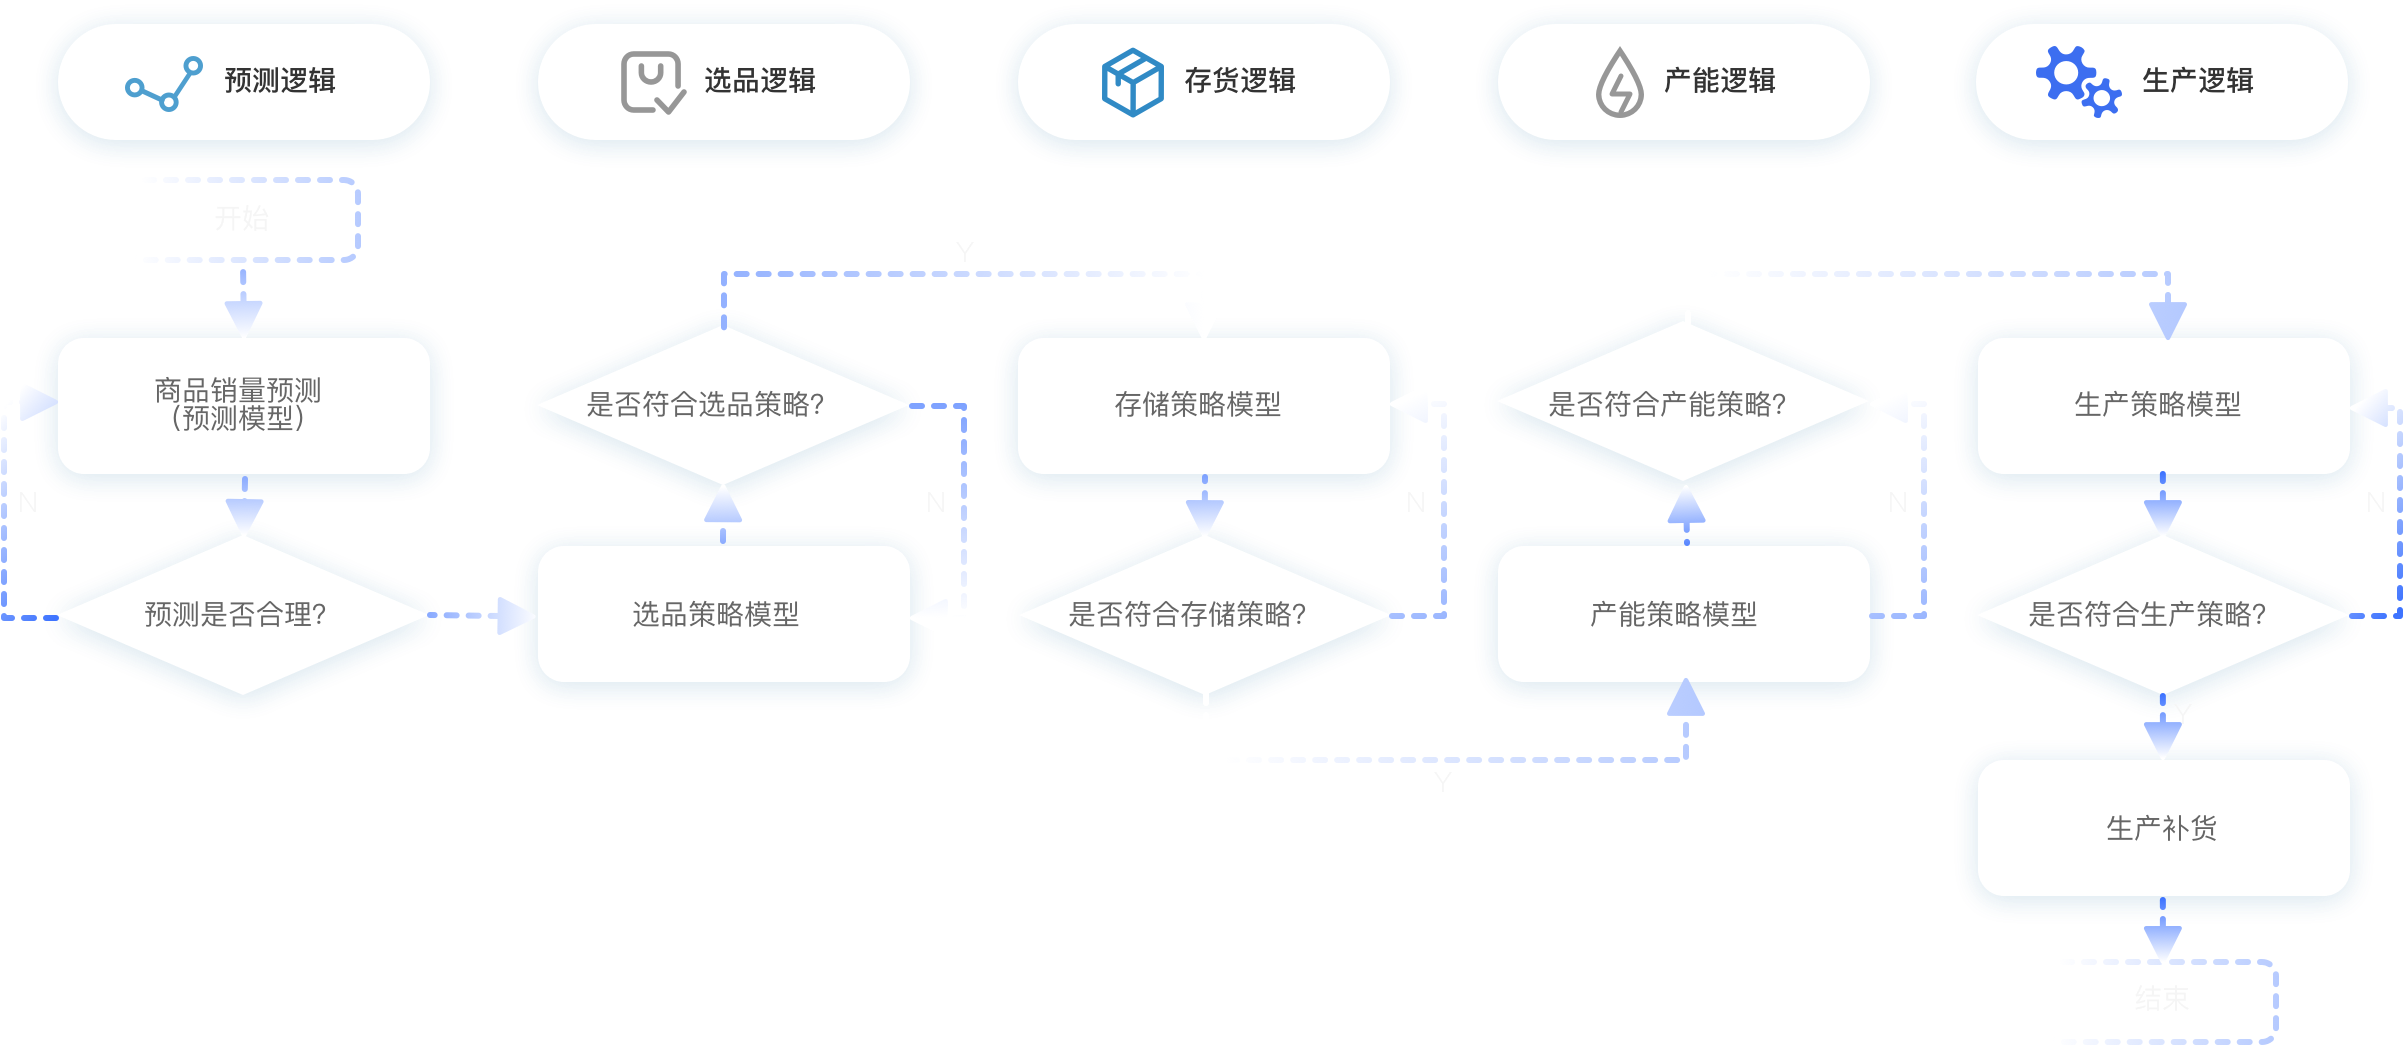 预测逻辑
选品逻辑
存货逻辑
产能逻辑
生产逻辑
开始
Y
商品销量预测
（预测模型）
是否符合选品策略?
存储策略模型
是否符合产能策略?
生产策略模型
N
N
N
N
N
预测是否合理?
选品策略模型
是否符合存储策略?
产能策略模型
是否符合生产策略?
Y
Y
生产补货
结束